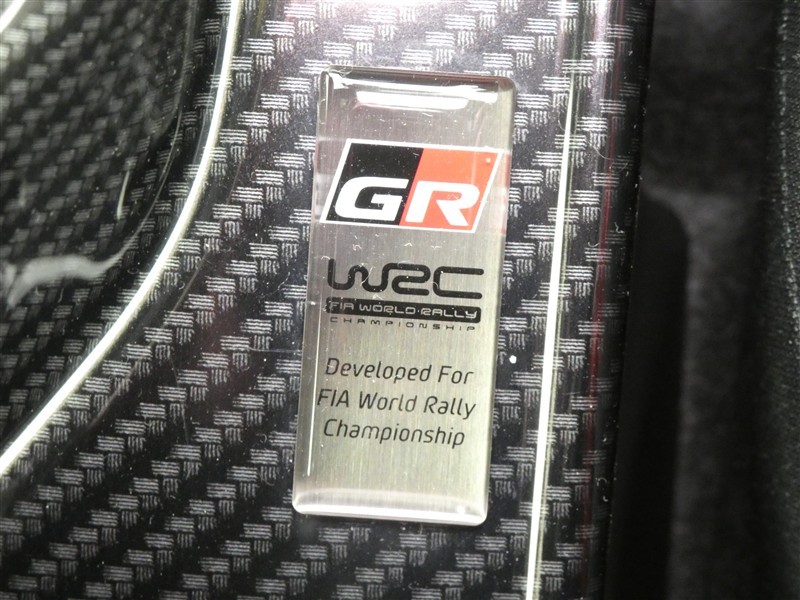 GR
WRC
FIA WORLD RALLY
CHAMPIONSHIP
Developed For
FIA World Rally
Championship